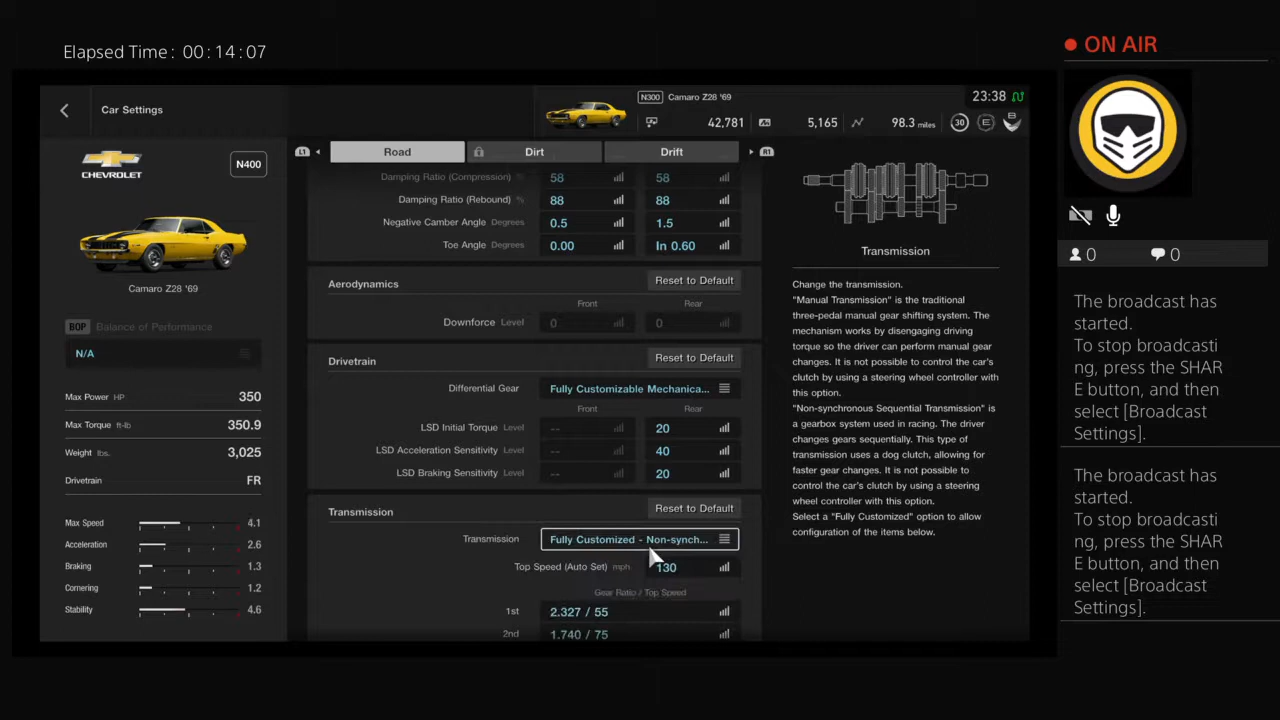 Elapsed Time : 00:14:07
ON AIR
Car Settings
N300 Camaro Z28 '69
23:38
42,781 5,165 98.3 miles 30 E B
CHEVROLET
N400
Camaro Z28 '69
BOP Balance of Performance
N/A
Max Power HP 350
Max Torque ft-lb 350.9
Weight lbs. 3,025
Drivetrain FR
Max Speed 4.1
Acceleration 2.6
Braking 1.3
Cornering 1.2
Stability 4.6
L1 Road Dirt Drift R1
Damping Ratio (Compression) % 58 58
Damping Ratio (Rebound) % 88 88
Negative Camber Angle Degrees 0.5 1.5
Toe Angle Degrees 0.00 In 0.60
Aerodynamics Reset to Default
Front Rear
Downforce Level 0 0
Drivetrain Reset to Default
Differential Gear Fully Customizable Mechanica...
Front Rear
LSD Initial Torque Level -- 20
LSD Acceleration Sensitivity Level -- 40
LSD Braking Sensitivity Level -- 20
Transmission Reset to Default
Transmission Fully Customized - Non-synch...
Top Speed (Auto Set) mph 130
Gear Ratio / Top Speed
1st 2.327 / 55
2nd 1.740 / 75
Transmission
Change the transmission.
"Manual Transmission" is the traditional
three-pedal manual gear shifting system. The
mechanism works by disengaging driving
torque so the driver can perform manual gear
changes. It is not possible to control the car's
clutch by using a steering wheel controller with
this option.
"Non-synchronous Sequential Transmission" is
a gearbox system used in racing. The driver
changes gears sequentially. This type of
transmission uses a dog clutch, allowing for
faster gear changes. It is not possible to
control the car's clutch by using a steering
wheel controller with this option.
Select a "Fully Customized" option to allow
configuration of the items below.
0 0
The broadcast has
started.
To stop broadcasti
ng, press the SHAR
E button, and then
select [Broadcast
Settings].
The broadcast has
started.
To stop broadcasti
ng, press the SHAR
E button, and then
select [Broadcast
Settings].